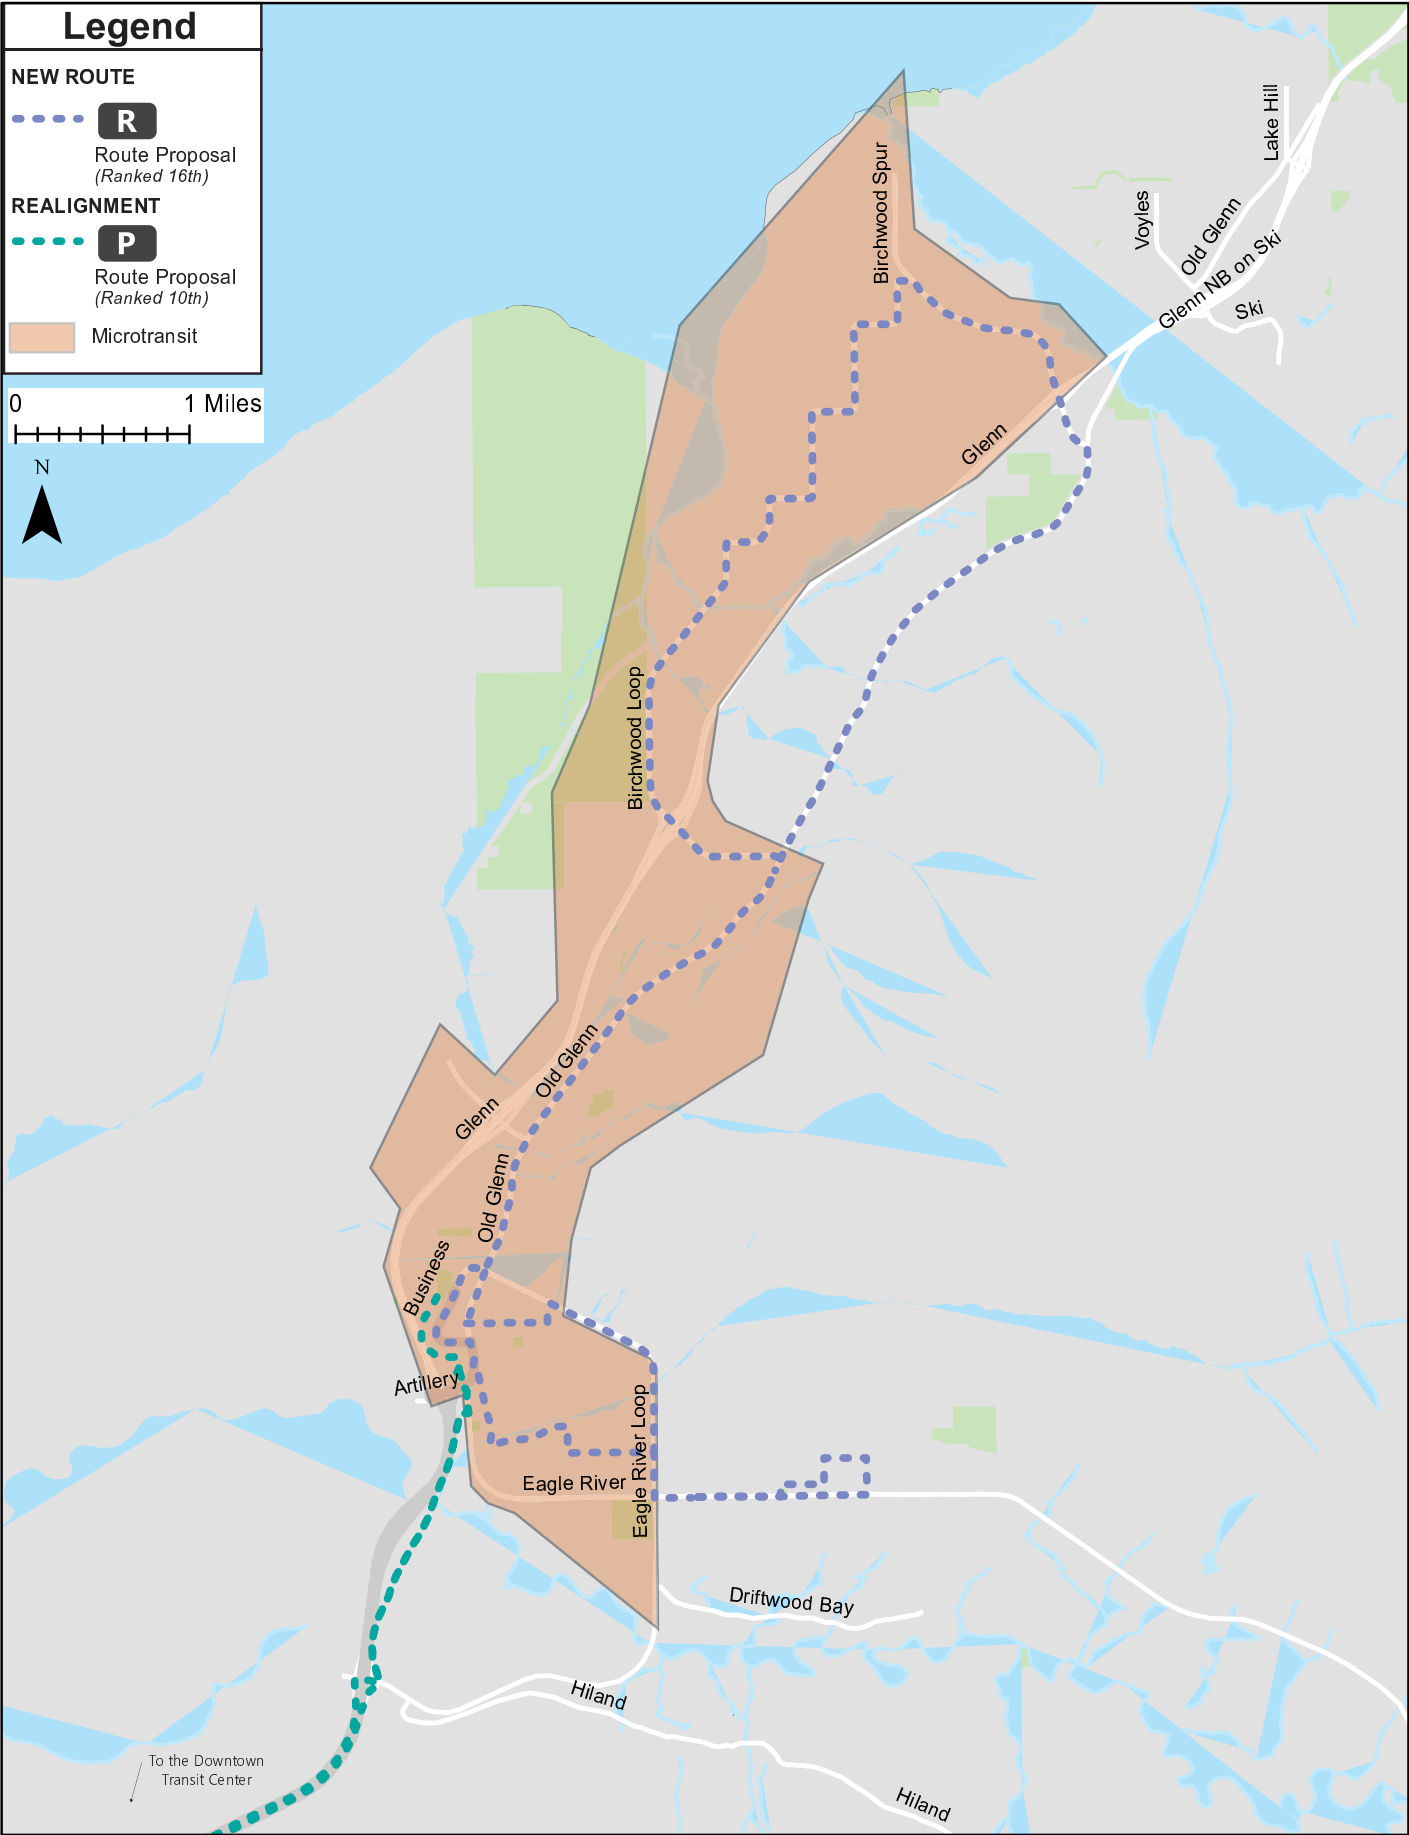 Legend
NEW ROUTE
R
Route Proposal
(Ranked 16th)
REALIGNMENT
P
Route Proposal
(Ranked 10th)
Microtransit
0 1 Miles
N
Lake Hill
Birchwood Spur
Voyles
Old Glenn
Glenn NB on Ski
Ski
Glenn
Birchwood Loop
Old Glenn
Glenn
Old Glenn
Business
Artillery
Eagle River Loop
Eagle River
Driftwood Bay
Hiland
To the Downtown
Transit Center
Hiland